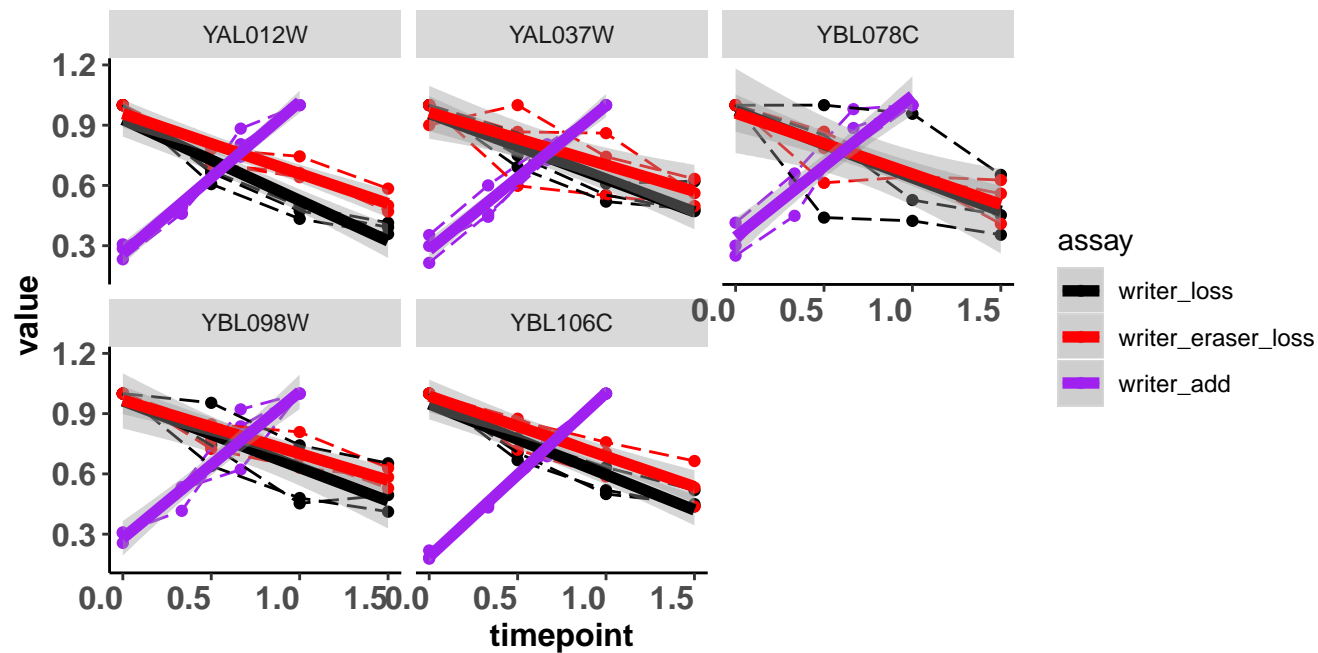 YAL012W YAL037W YBL078C
1.2
0.9
0.6
0.3
0.0 0.5 1.0 1.5
YBL098W YBL106C
1.2
0.9
0.6
0.3
0.0 0.5 1.0 1.5 0.0 0.5 1.0 1.5
value
timepoint
assay
writer_loss
writer_eraser_loss
writer_add